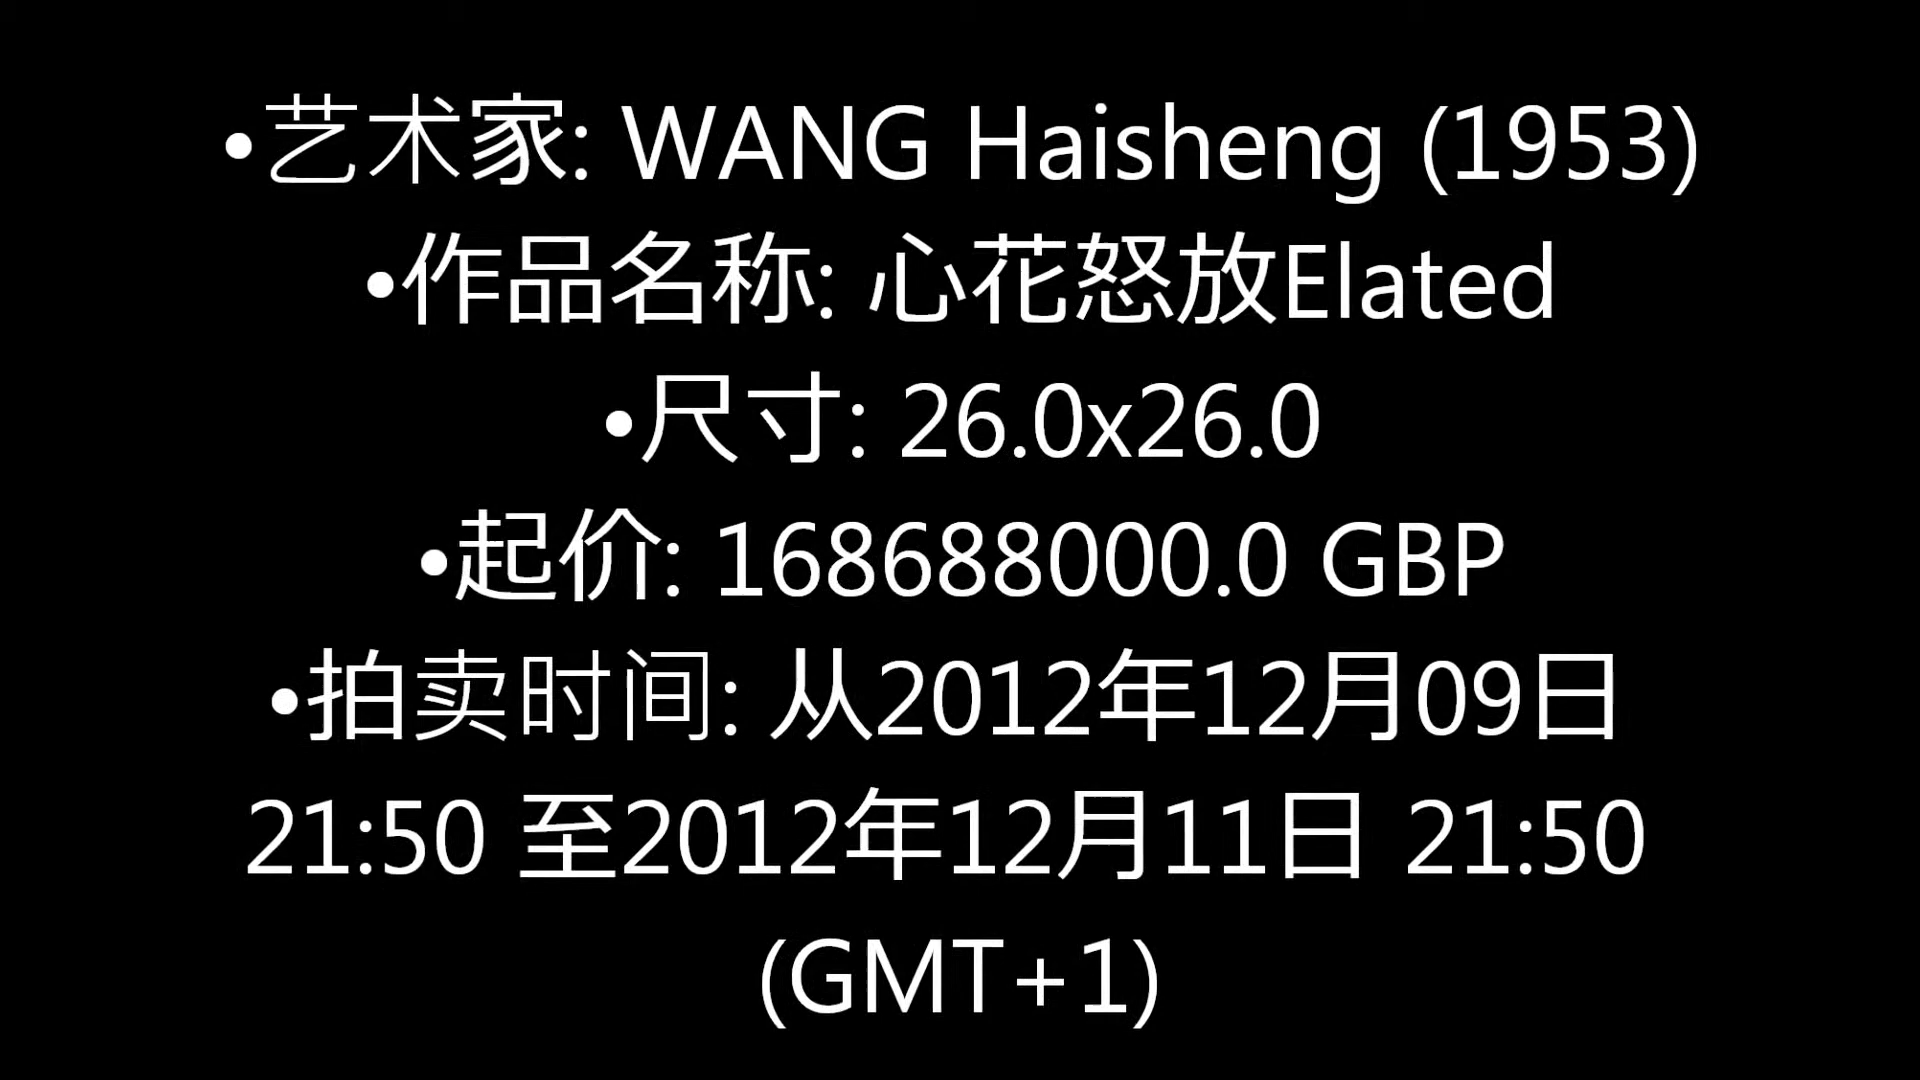 •艺术家: WANG Haisheng (1953)
•作品名称: 心花怒放Elated
•尺寸: 26.0x26.0
•起价: 168688000.0 GBP
•拍卖时间: 从2012年12月09日
21:50 至2012年12月11日 21:50
(GMT+1)